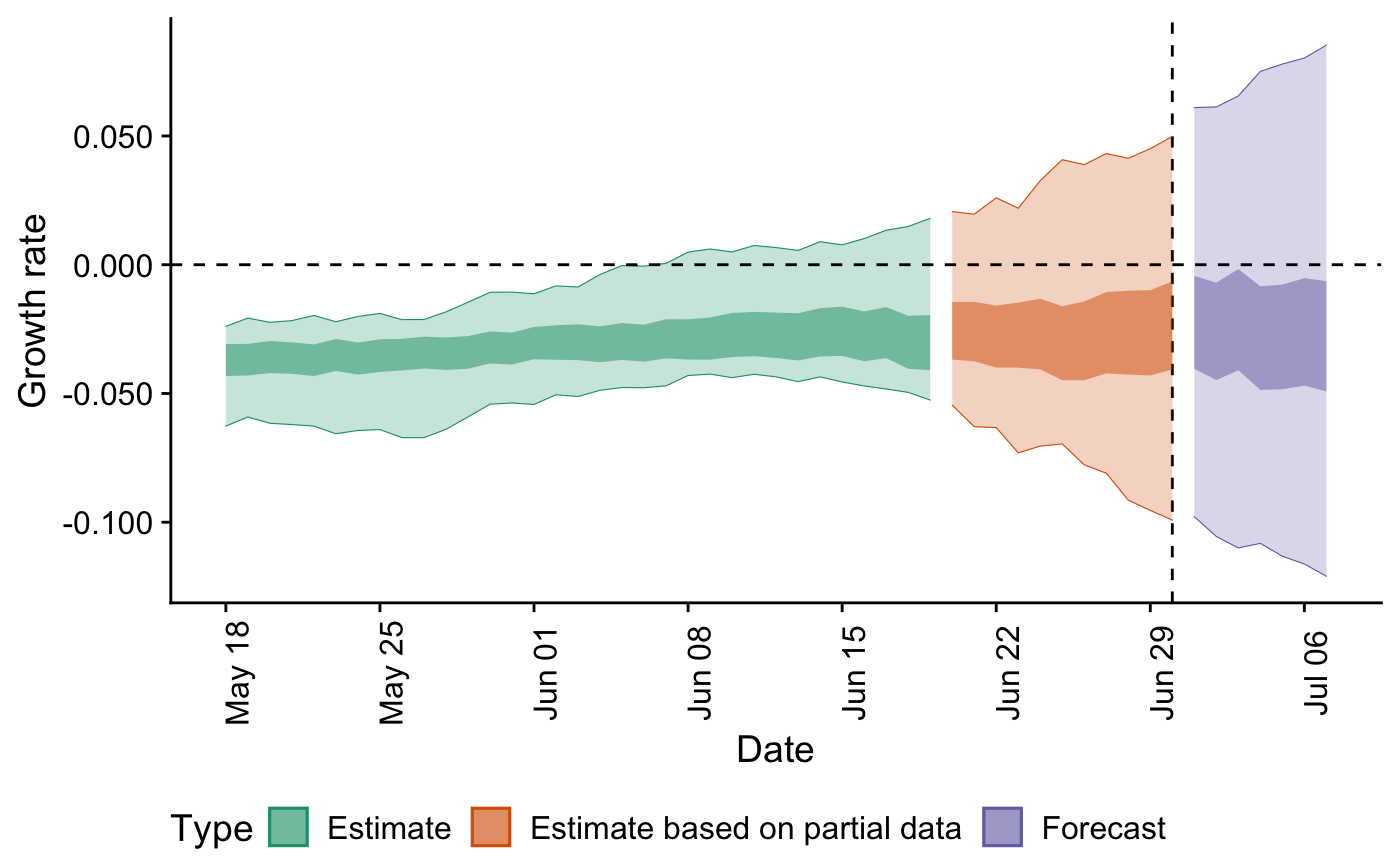 Growth rate
0.050
0.000
-0.050
-0.100
May 18
May 25
Jun 01
Jun 08
Jun 15
Jun 22
Jun 29
Jul 06
Date
Type Estimate Estimate based on partial data Forecast